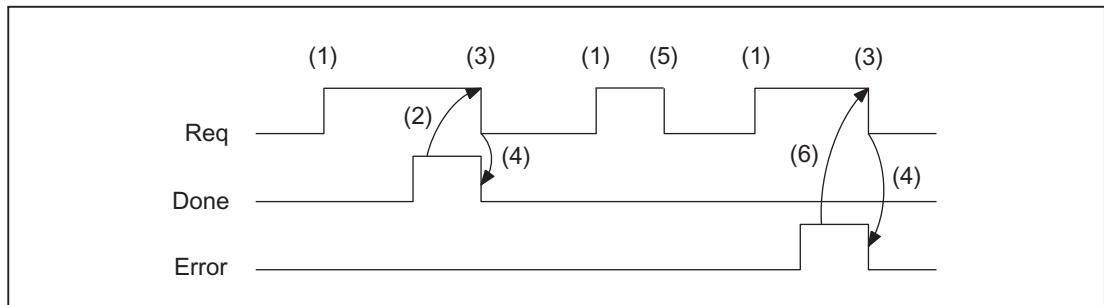 (1) (3) (1) (5) (1) (3)
(2)
Req
(4) (6) (4)
Done
Error